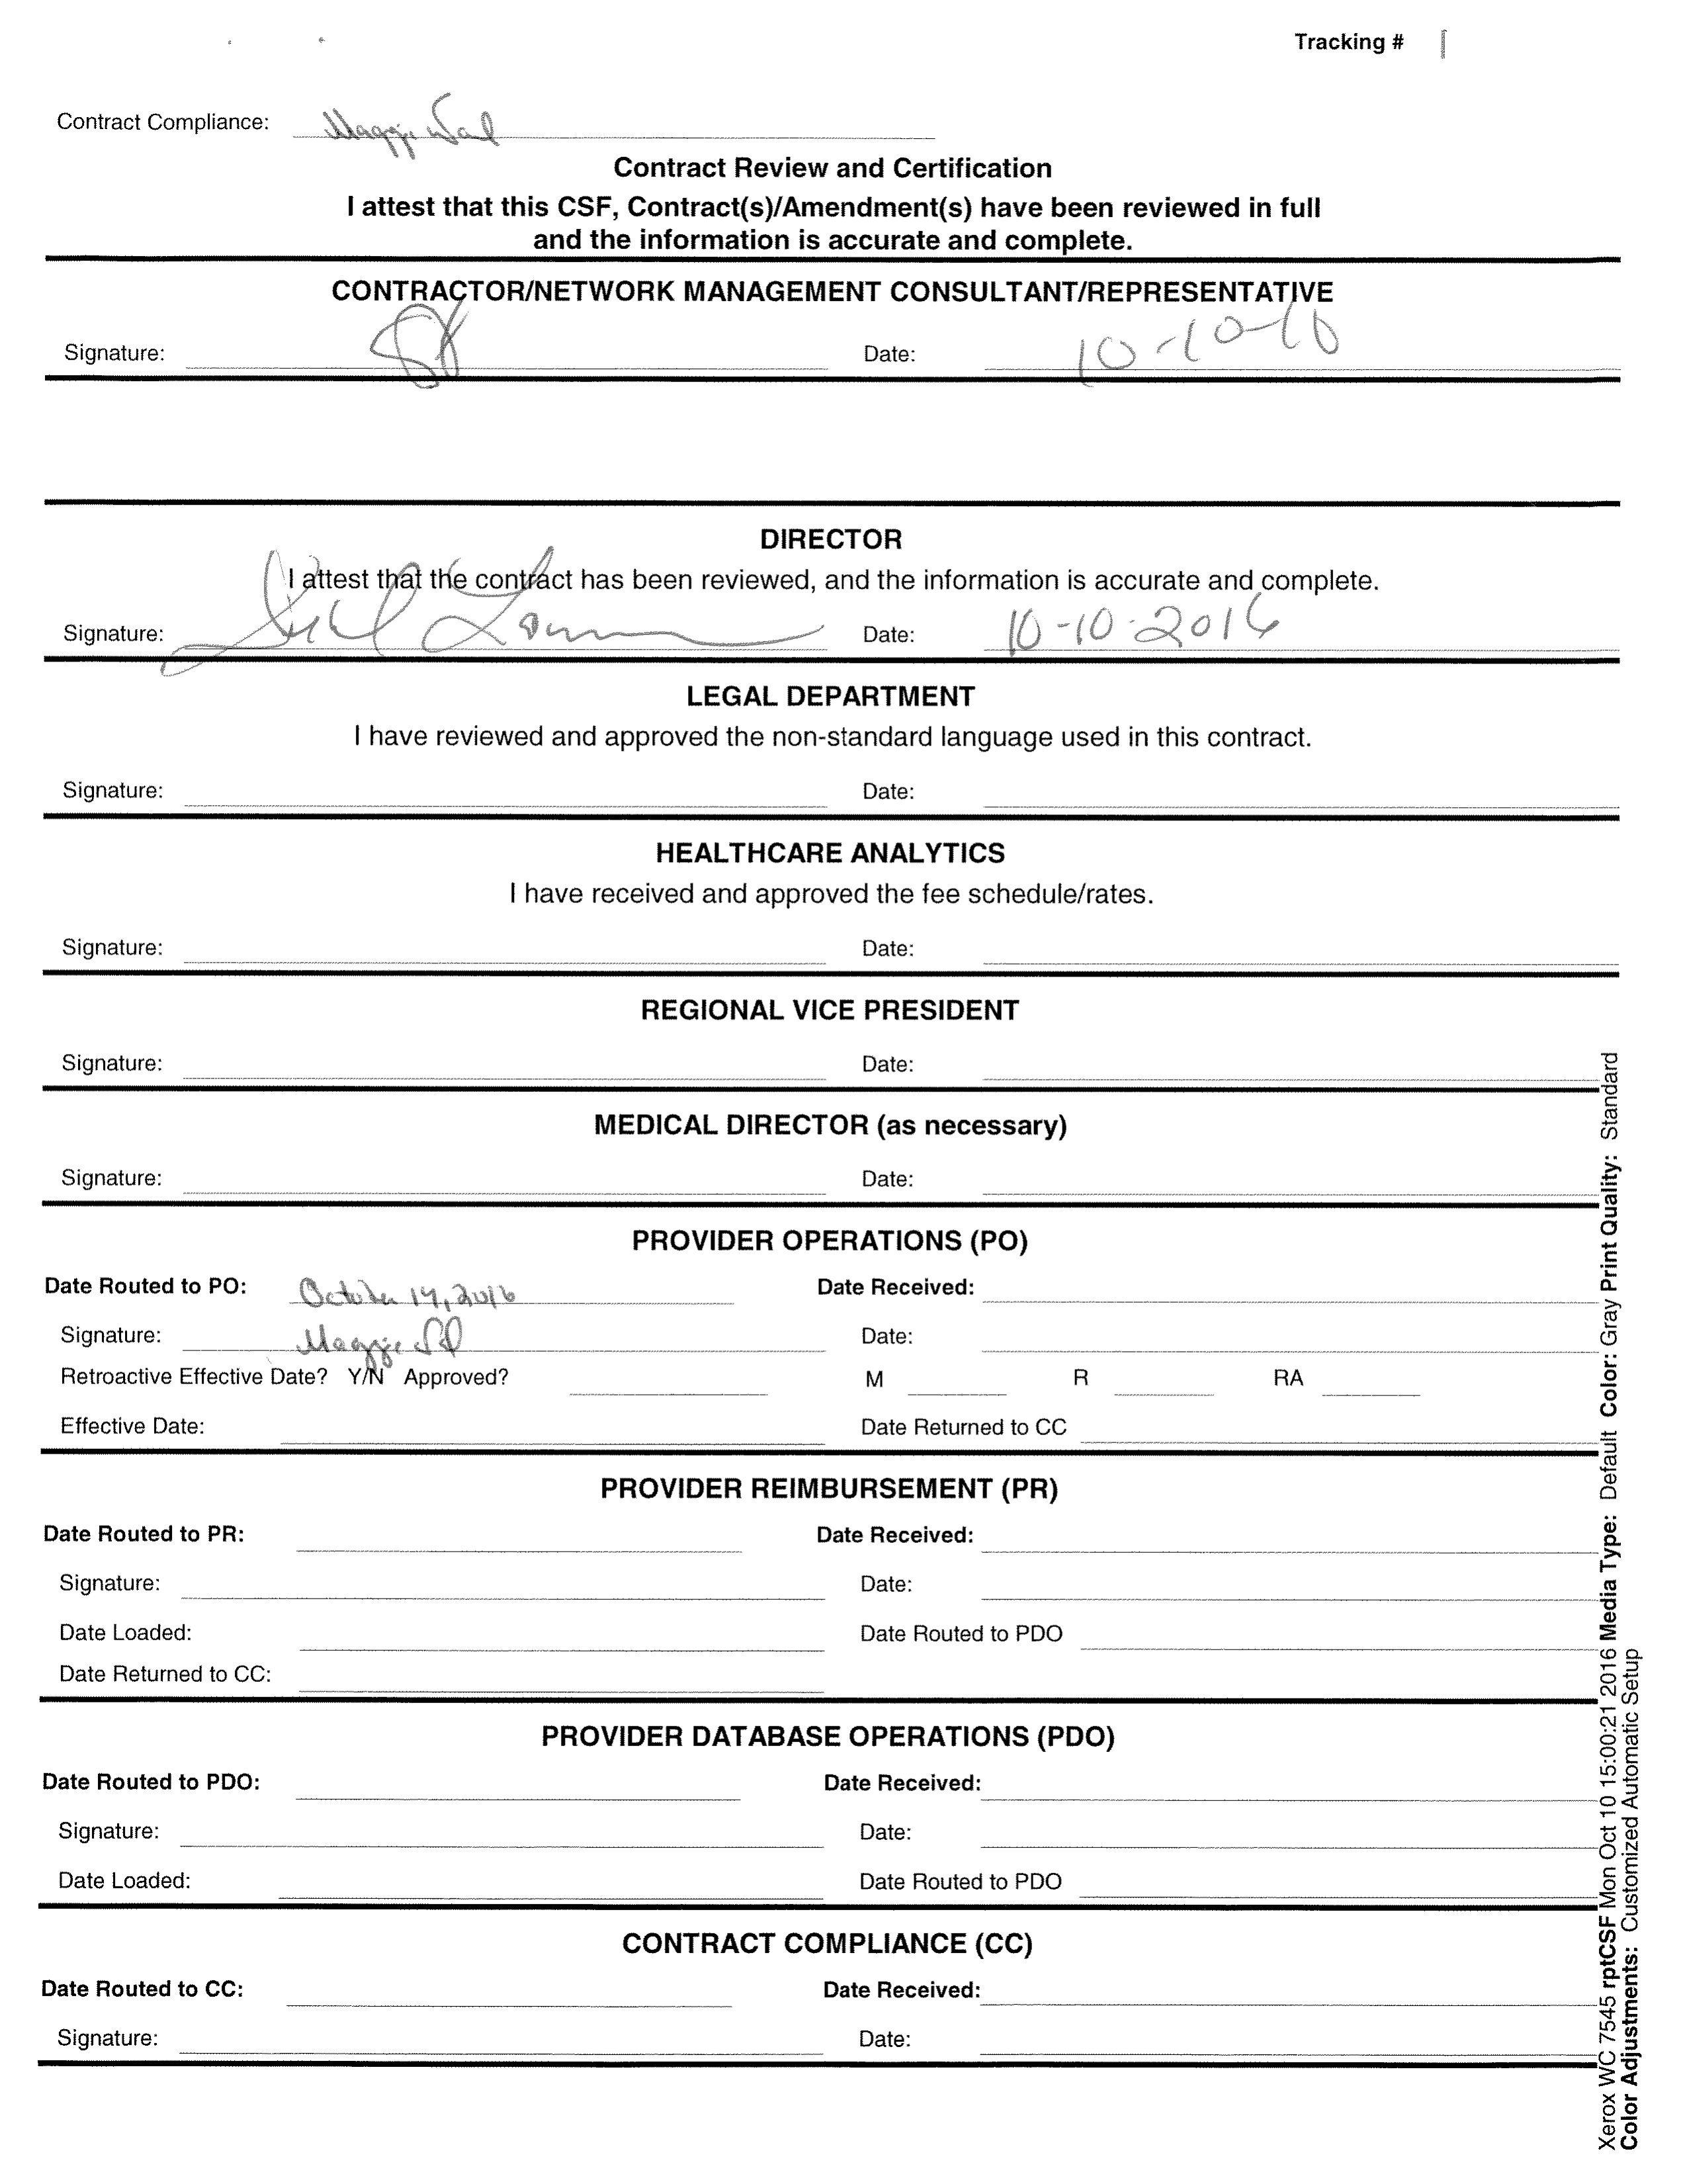 Tracking #
Contract Compliance: Maggie
Contract Review and Certification
I attest that this CSF, Contract(s)/Amendment(s) have been reviewed in full
and the information is accurate and complete.
CONTRACTOR/NETWORK MANAGEMENT CONSULTANT/REPRESENTATIVE
Signature: Date: 10-10-16
DIRECTOR
I attest that the contract has been reviewed, and the information is accurate and complete.
Signature: Date: 10-10-2016
LEGAL DEPARTMENT
I have reviewed and approved the non-standard language used in this contract.
Signature: Date:
HEALTHCARE ANALYTICS
I have received and approved the fee schedule/rates.
Signature: Date:
REGIONAL VICE PRESIDENT
Signature: Date:
MEDICAL DIRECTOR (as necessary)
Signature: Date:
PROVIDER OPERATIONS (PO)
Date Routed to PO: October 14, 2016 Date Received:
Signature: Maggie Date:
Retroactive Effective Date? Y/N Approved? M R RA
Effective Date: Date Returned to CC
PROVIDER REIMBURSEMENT (PR)
Date Routed to PR: Date Received:
Signature: Date:
Date Loaded: Date Routed to PDO
Date Returned to CC:
PROVIDER DATABASE OPERATIONS (PDO)
Date Routed to PDO: Date Received:
Signature: Date:
Date Loaded: Date Routed to PDO
CONTRACT COMPLIANCE (CC)
Date Routed to CC: Date Received:
Signature: Date:
Xerox WC 7545 rptCSF Mon Oct 10 15:00:21 2016 Media Type: Default Color: Gray Print Quality: Standard
Color Adjustments: Customized Automatic Setup